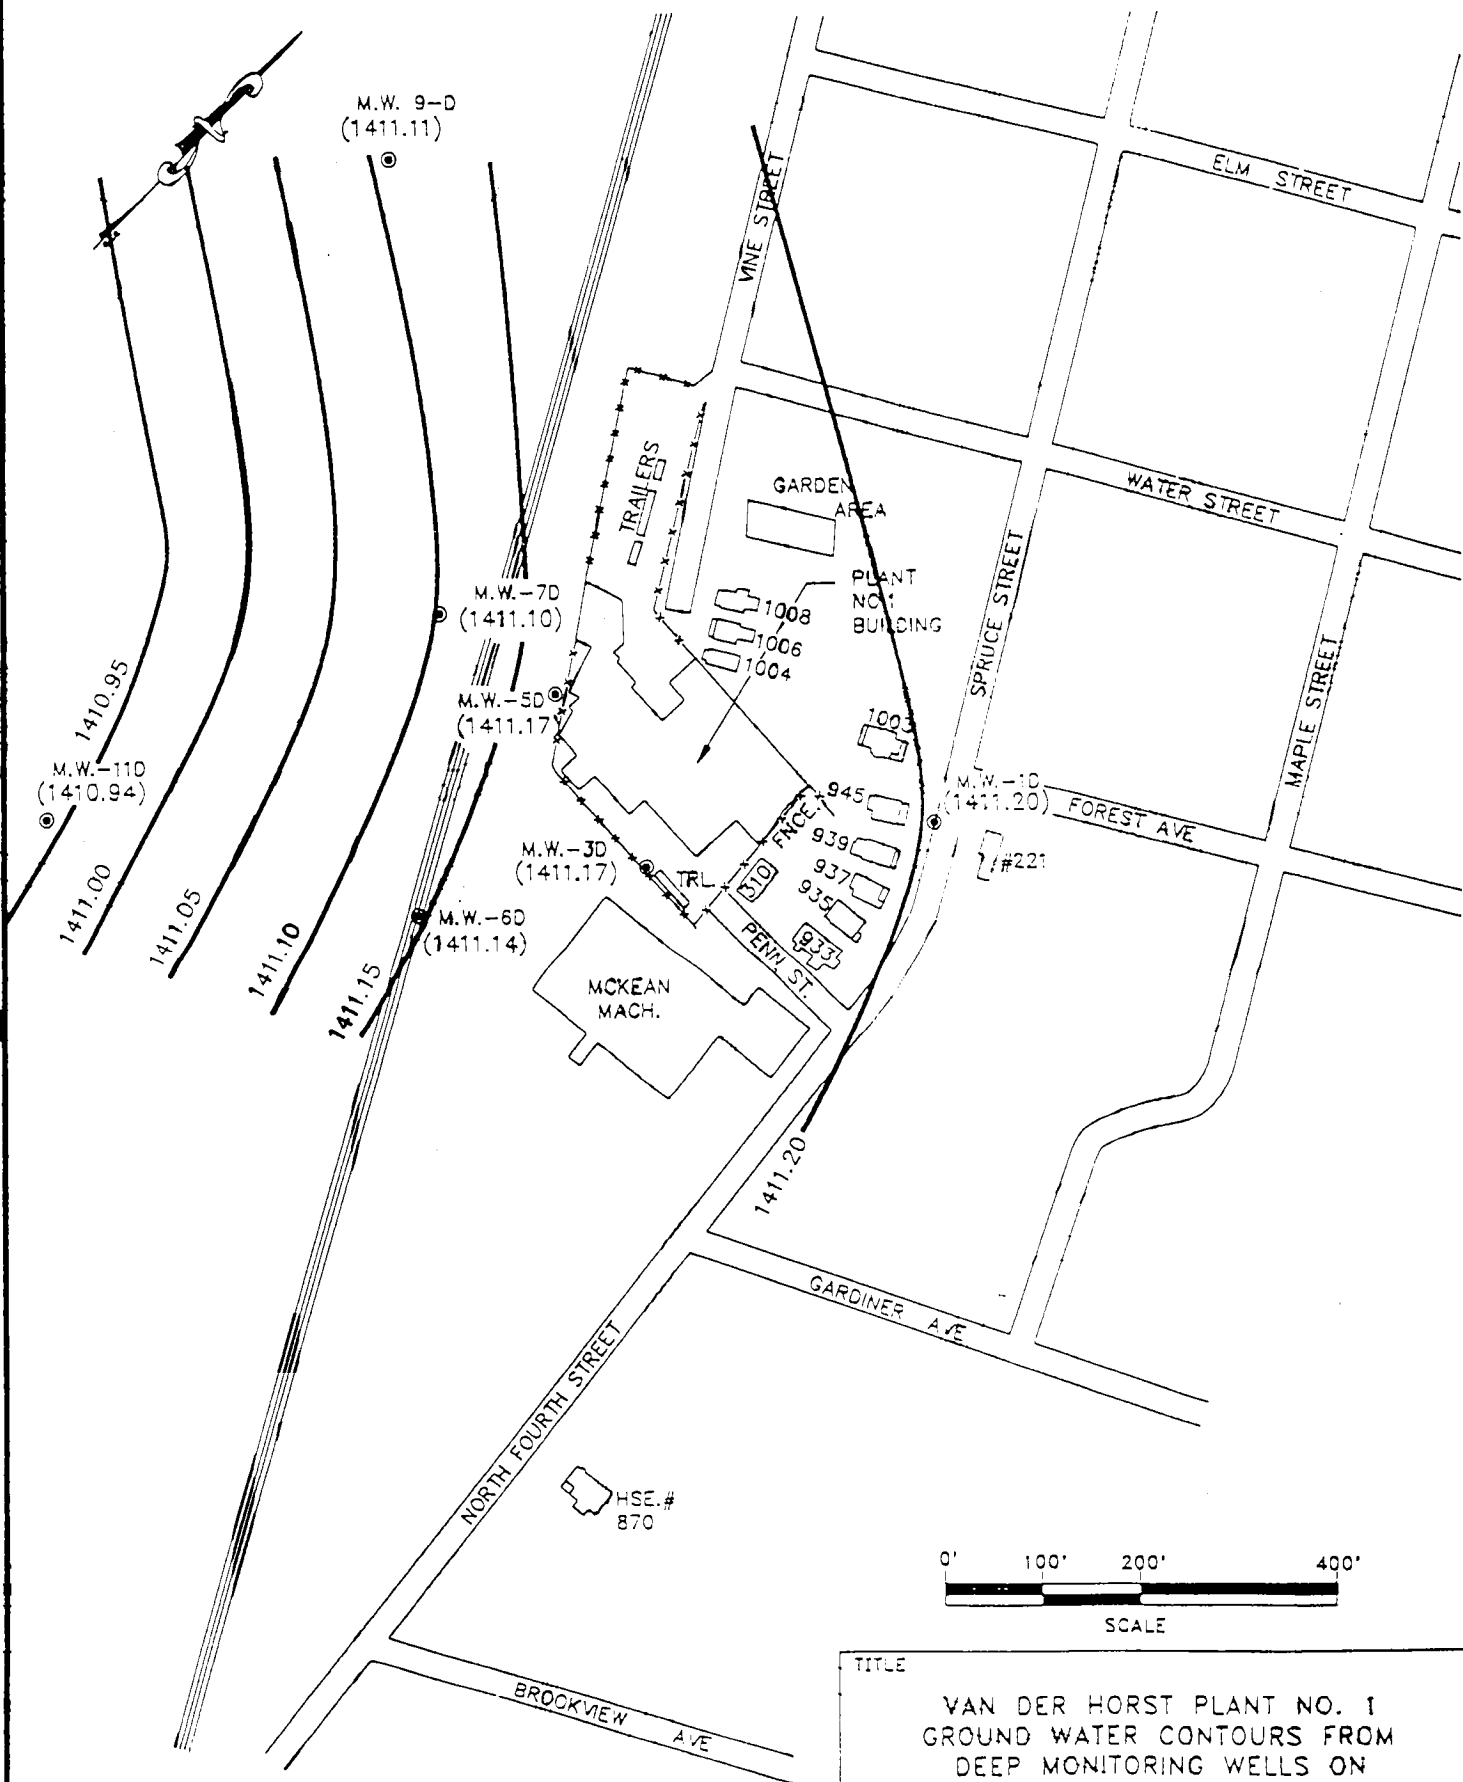 M.W. 9-D
(1411.11)
ELM STREET
VINE STREET
TRAILERS
GARDEN
AREA
WATER STREET
SPRUCE STREET
MAPLE STREET
PLANT
NO. 1
BUILDING
1008
1006
1004
M.W.-7D
(1411.10)
M.W.-5D
(1411.17)
1003
M.W.-11D
(1410.94)
M.W.-1D
(1411.20)
FOREST AVE
945
939
937
935
933
#221
FNCE.
310
M.W.-3D
(1411.17)
TRL.
M.W.-6D
(1411.14)
PENN. ST.
MCKEAN
MACH.
1410.95
1411.00
1411.05
1411.10
1411.15
1411.20
GARDINER AVE
NORTH FOURTH STREET
HSE.#
870
BROOKVIEW AVE
0' 100' 200' 400'
SCALE
TITLE
VAN DER HORST PLANT NO. 1
GROUND WATER CONTOURS FROM
DEEP MONITORING WELLS ON